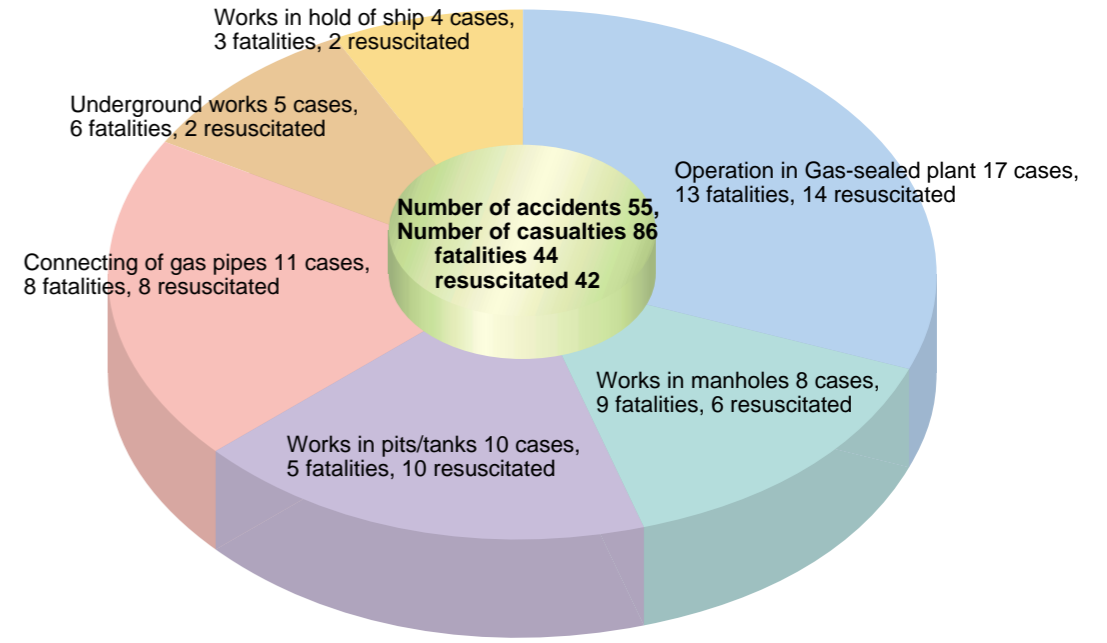 Works in hold of ship 4 cases,
3 fatalities, 2 resuscitated
Underground works 5 cases,
6 fatalities, 2 resuscitated
Operation in Gas-sealed plant 17 cases,
13 fatalities, 14 resuscitated
Number of accidents 55,
Number of casualties 86
fatalities 44
resuscitated 42
Connecting of gas pipes 11 cases,
8 fatalities, 8 resuscitated
Works in manholes 8 cases,
9 fatalities, 6 resuscitated
Works in pits/tanks 10 cases,
5 fatalities, 10 resuscitated